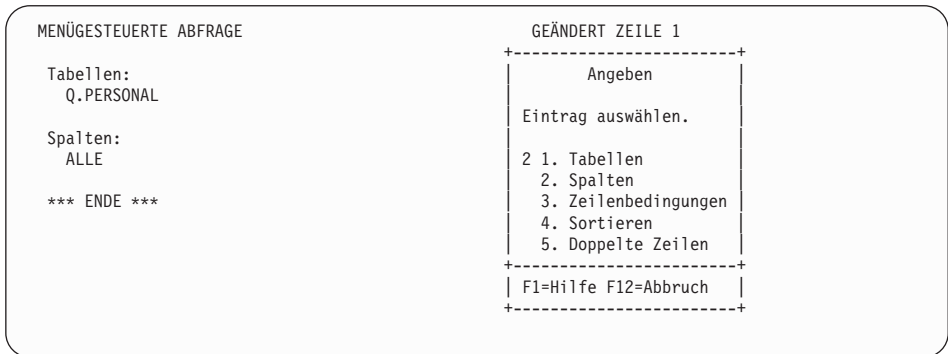 MENÜGESTEUERTE ABFRAGE GEÄNDERT ZEILE 1
Tabellen:
Q.PERSONAL
Spalten:
ALLE
*** ENDE ***
Angeben
Eintrag auswählen.
2 1. Tabellen
2. Spalten
3. Zeilenbedingungen
4. Sortieren
5. Doppelte Zeilen
F1=Hilfe F12=Abbruch